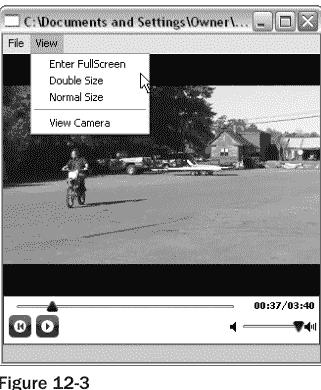 C:\Documents and Settings\Owner\...
File View
Enter FullScreen
Double Size
Normal Size
View Camera
00:37/03:40
Figure 12-3